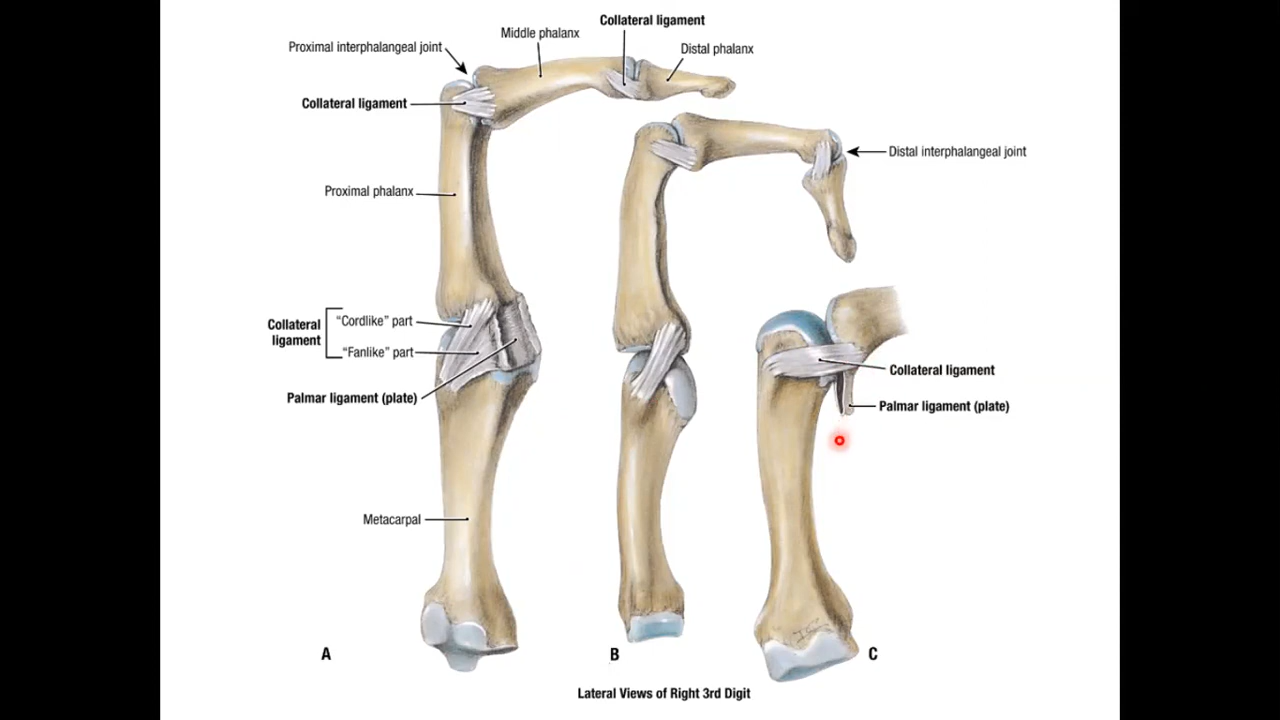 Collateral ligament
Middle phalanx
Proximal interphalangeal joint
Distal phalanx
Collateral ligament
Distal interphalangeal joint
Proximal phalanx
Collateral
ligament
“Cordlike” part
“Fanlike” part
Palmar ligament (plate)
Collateral ligament
Palmar ligament (plate)
Metacarpal
A
B
C
Lateral Views of Right 3rd Digit